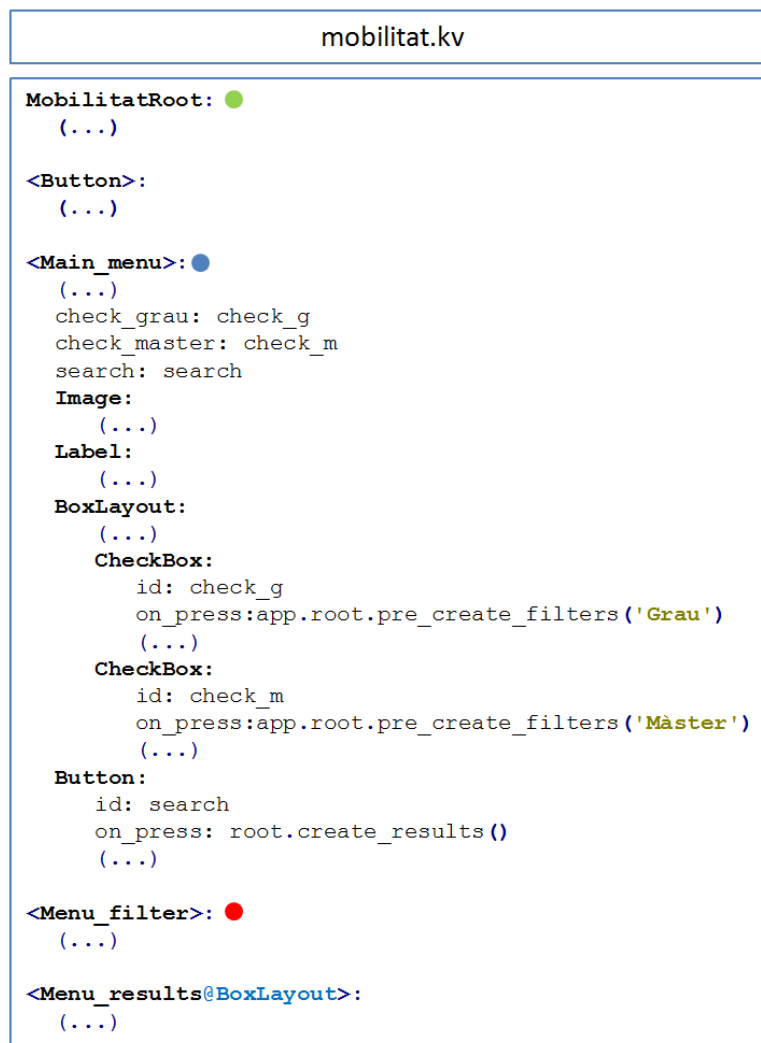 mobilitat.kv
MobilitatRoot:
(...)
<Button>:
(...)
<Main_menu>:
(...)
check_grau: check_g
check_master: check_m
search: search
Image:
(...)
Label:
(...)
BoxLayout:
(...)
CheckBox:
id: check_g
on_press:app.root.pre_create_filters('Grau')
(...)
CheckBox:
id: check_m
on_press:app.root.pre_create_filters('Màster')
(...)
Button:
id: search
on_press: root.create_results()
(...)
<Menu_filter>:
(...)
<Menu_results@BoxLayout>:
(...)